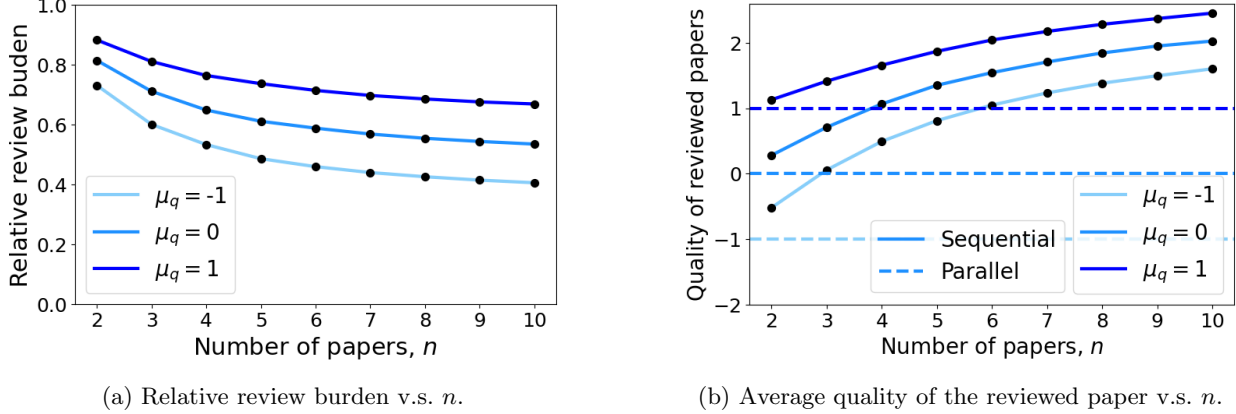 Relative review buden
1.0
0.8
0.6
0.4
0.2
0.0
μq = -1
μq = 0
μq = 1
2 3 4 5 6 7 8 9 10
Number of papers, n
(a) Relative review burden v.s. n.
Quality of reviewed papers
2
1
0
−1
−2
Sequential
Parallel
μq = -1
μq = 0
μq = 1
2 3 4 5 6 7 8 9 10
Number of papers, n
(b) Average quality of the reviewed paper v.s. n.